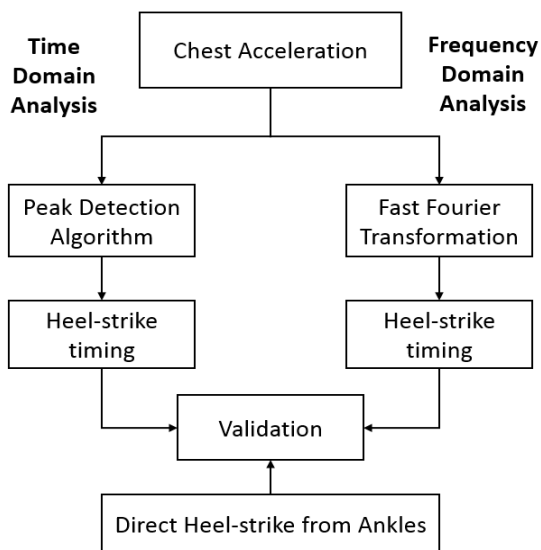 Time
Domain
Analysis
Chest Acceleration
Frequency
Domain
Analysis
Peak Detection
Algorithm
Fast Fourier
Transformation
Heel-strike
timing
Heel-strike
timing
Validation
Direct Heel-strike from Ankles